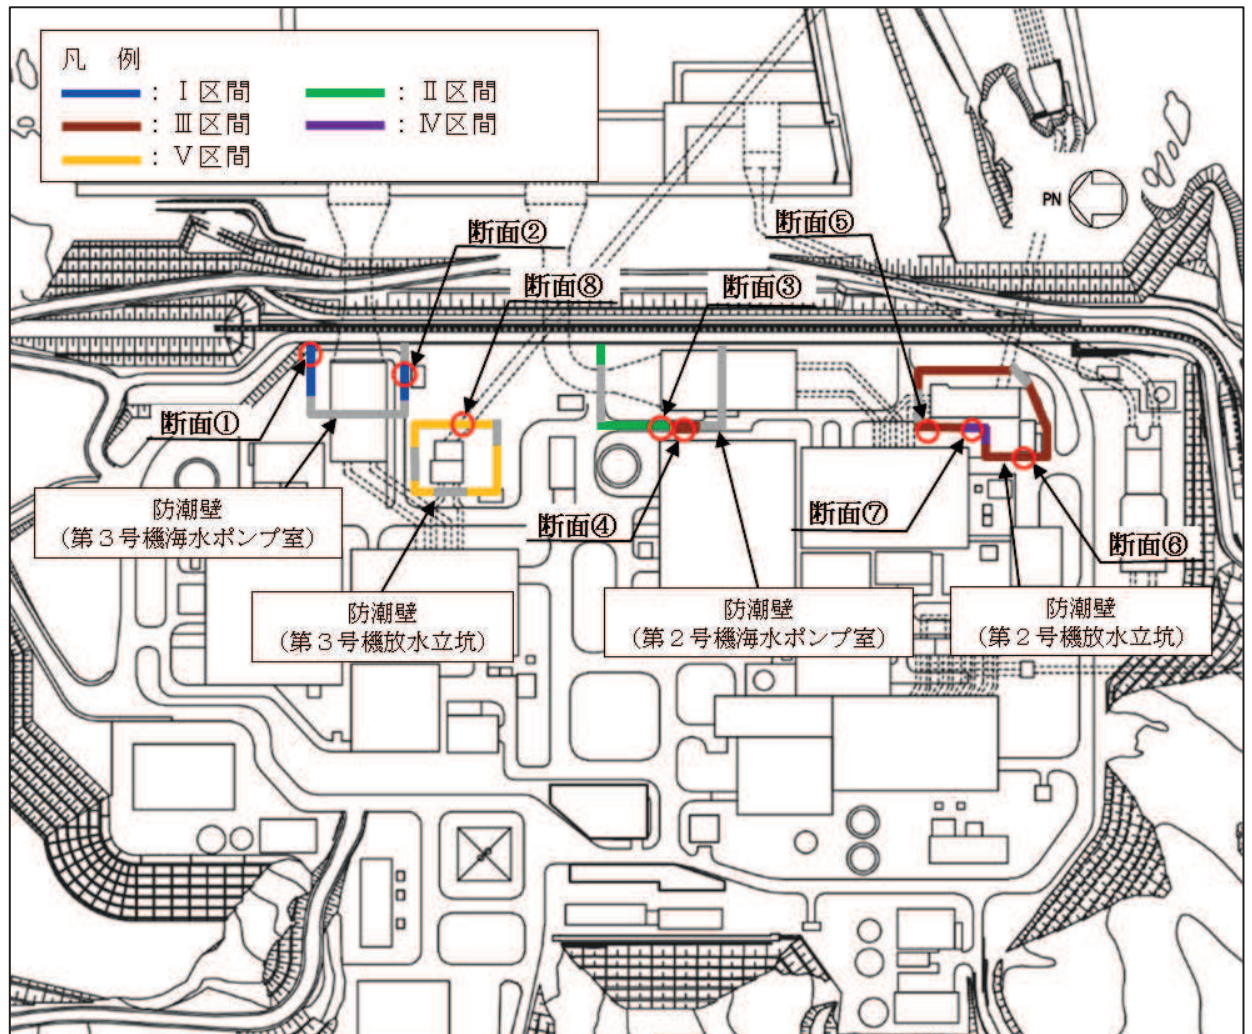 凡　例
：Ⅰ区間
：Ⅱ区間
：Ⅲ区間
：Ⅳ区間
：Ⅴ区間
PN
断面②
断面⑤
断面⑧
断面③
断面①
断面④
断面⑦
断面⑥
防潮壁
（第３号機海水ポンプ室）
防潮壁
（第３号機放水立坑）
防潮壁
（第２号機海水ポンプ室）
防潮壁
（第２号機放水立坑）